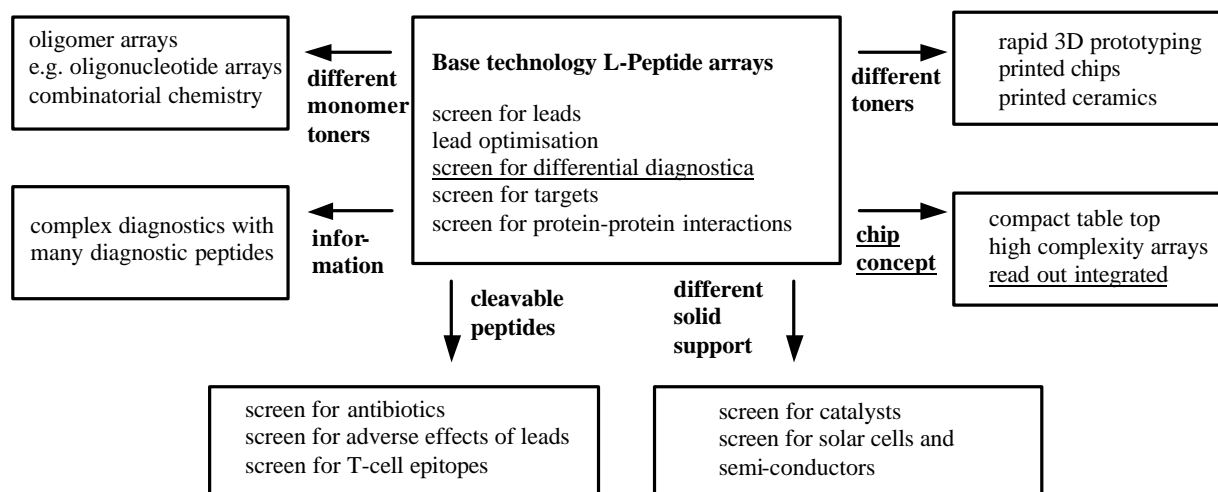 oligomer arrays
e.g. oligonucleotide arrays
combinatorial chemistry
different
monomer
toners
Base technology L-Peptide arrays
screen for leads
lead optimisation
screen for differential diagnostica
screen for targets
screen for protein-protein interactions
different
toners
rapid 3D prototyping
printed chips
printed ceramics
complex diagnostics with
many diagnostic peptides
infor-
mation
chip
concept
compact table top
high complexity arrays
read out integrated
cleavable
peptides
different
solid
support
screen for antibiotics
screen for adverse effects of leads
screen for T-cell epitopes
screen for catalysts
screen for solar cells and
semi-conductors